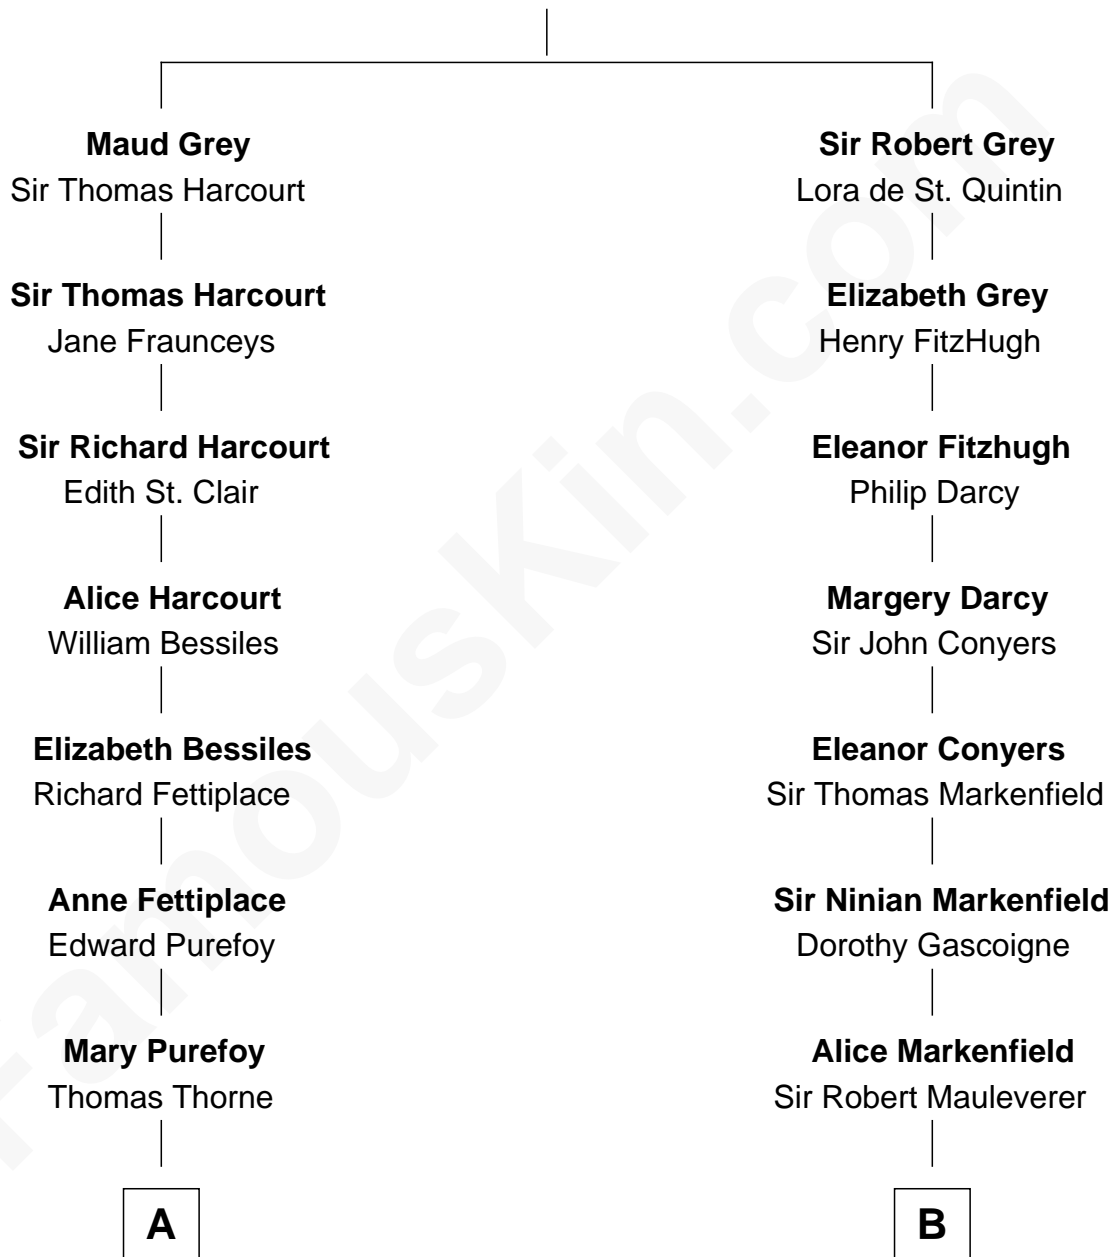 Maud Grey
Sir Thomas Harcourt
Sir Robert Grey
Lora de St. Quintin
Sir Thomas Harcourt
Jane Fraunceys
Elizabeth Grey
Henry FitzHugh
Sir Richard Harcourt
Edith St. Clair
Eleanor Fitzhugh
Philip Darcy
Alice Harcourt
William Bessiles
Margery Darcy
Sir John Conyers
Elizabeth Bessiles
Richard Fettiplace
Eleanor Conyers
Sir Thomas Markenfield
Anne Fettiplace
Edward Purefoy
Sir Ninian Markenfield
Dorothy Gascoigne
Mary Purefoy
Thomas Thorne
Alice Markenfield
Sir Robert Mauleverer
A
B
FamousKin.com